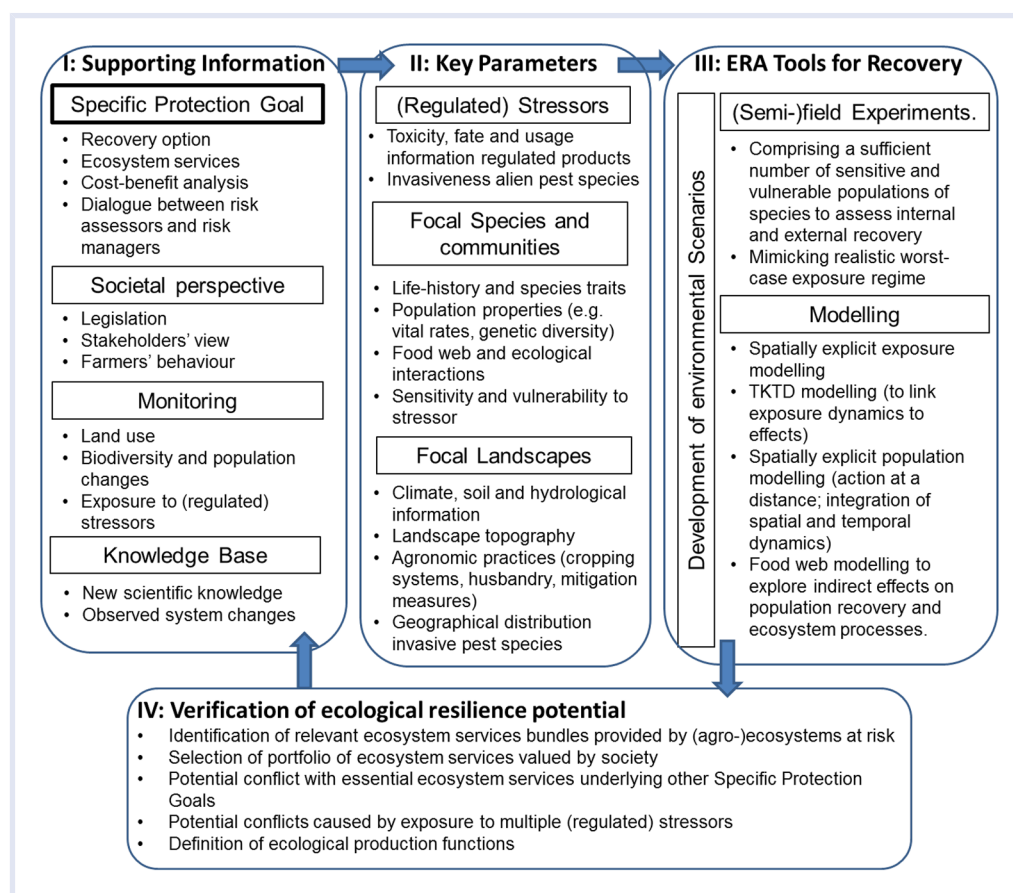 I: Supporting Information
Specific Protection Goal
• Recovery option
• Ecosystem services
• Cost-benefit analysis
• Dialogue between risk
assessors and risk
managers
Societal perspective
• Legislation
• Stakeholders’ view
• Farmers’ behaviour
Monitoring
• Land use
• Biodiversity and population
changes
• Exposure to (regulated)
stressors
Knowledge Base
• New scientific knowledge
• Observed system changes
II: Key Parameters
(Regulated) Stressors
• Toxicity, fate and usage
information regulated products
• Invasiveness alien pest species
Focal Species and
communities
• Life-history and species traits
• Population properties (e.g.
vital rates, genetic diversity)
• Food web and ecological
interactions
• Sensitivity and vulnerability to
stressor
Focal Landscapes
• Climate, soil and hydrological
information
• Landscape topography
• Agronomic practices (cropping
systems, husbandry, mitigation
measures)
• Geographical distribution
invasive pest species
III: ERA Tools for Recovery
Development of environmental Scenarios
(Semi-)field Experiments.
• Comprising a sufficient
number of sensitive and
vulnerable populations of
species to assess internal
and external recovery
• Mimicking realistic worst-
case exposure regime
Modelling
• Spatially explicit exposure
modelling
• TKTD modelling (to link
exposure dynamics to
effects)
• Spatially explicit population
modelling (action at a
distance; integration of
spatial and temporal
dynamics)
• Food web modelling to
explore indirect effects on
population recovery and
ecosystem processes.
IV: Verification of ecological resilience potential
• Identification of relevant ecosystem services bundles provided by (agro-)ecosystems at risk
• Selection of portfolio of ecosystem services valued by society
• Potential conflict with essential ecosystem services underlying other Specific Protection
Goals
• Potential conflicts caused by exposure to multiple (regulated) stressors
• Definition of ecological production functions